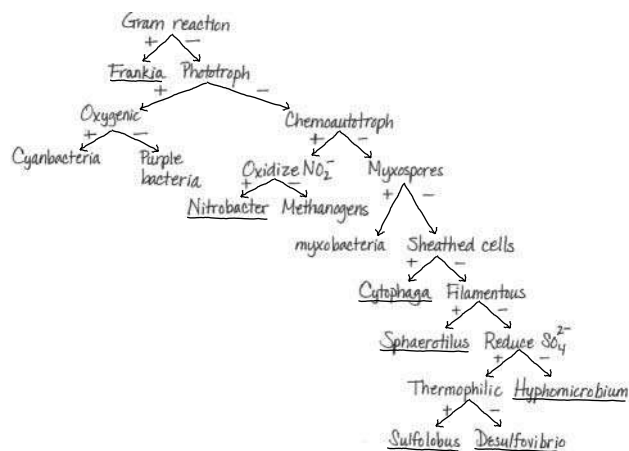 Gram reaction
+ −
Frankia Phototroph
+ −
Oxygenic Chemoautotroph
+ − + −
Cyanbacteria Purple bacteria Oxidize NO₂⁻ Myxospores
+ − + −
Nitrobacter Methanogens
myxobacteria Sheathed cells
+ −
Cytophaga Filamentous
+ −
Sphaerotilus Reduce SO₄²⁻
+ −
Thermophilic Hyphomicrobium
+ −
Sulfolobus Desulfovibrio